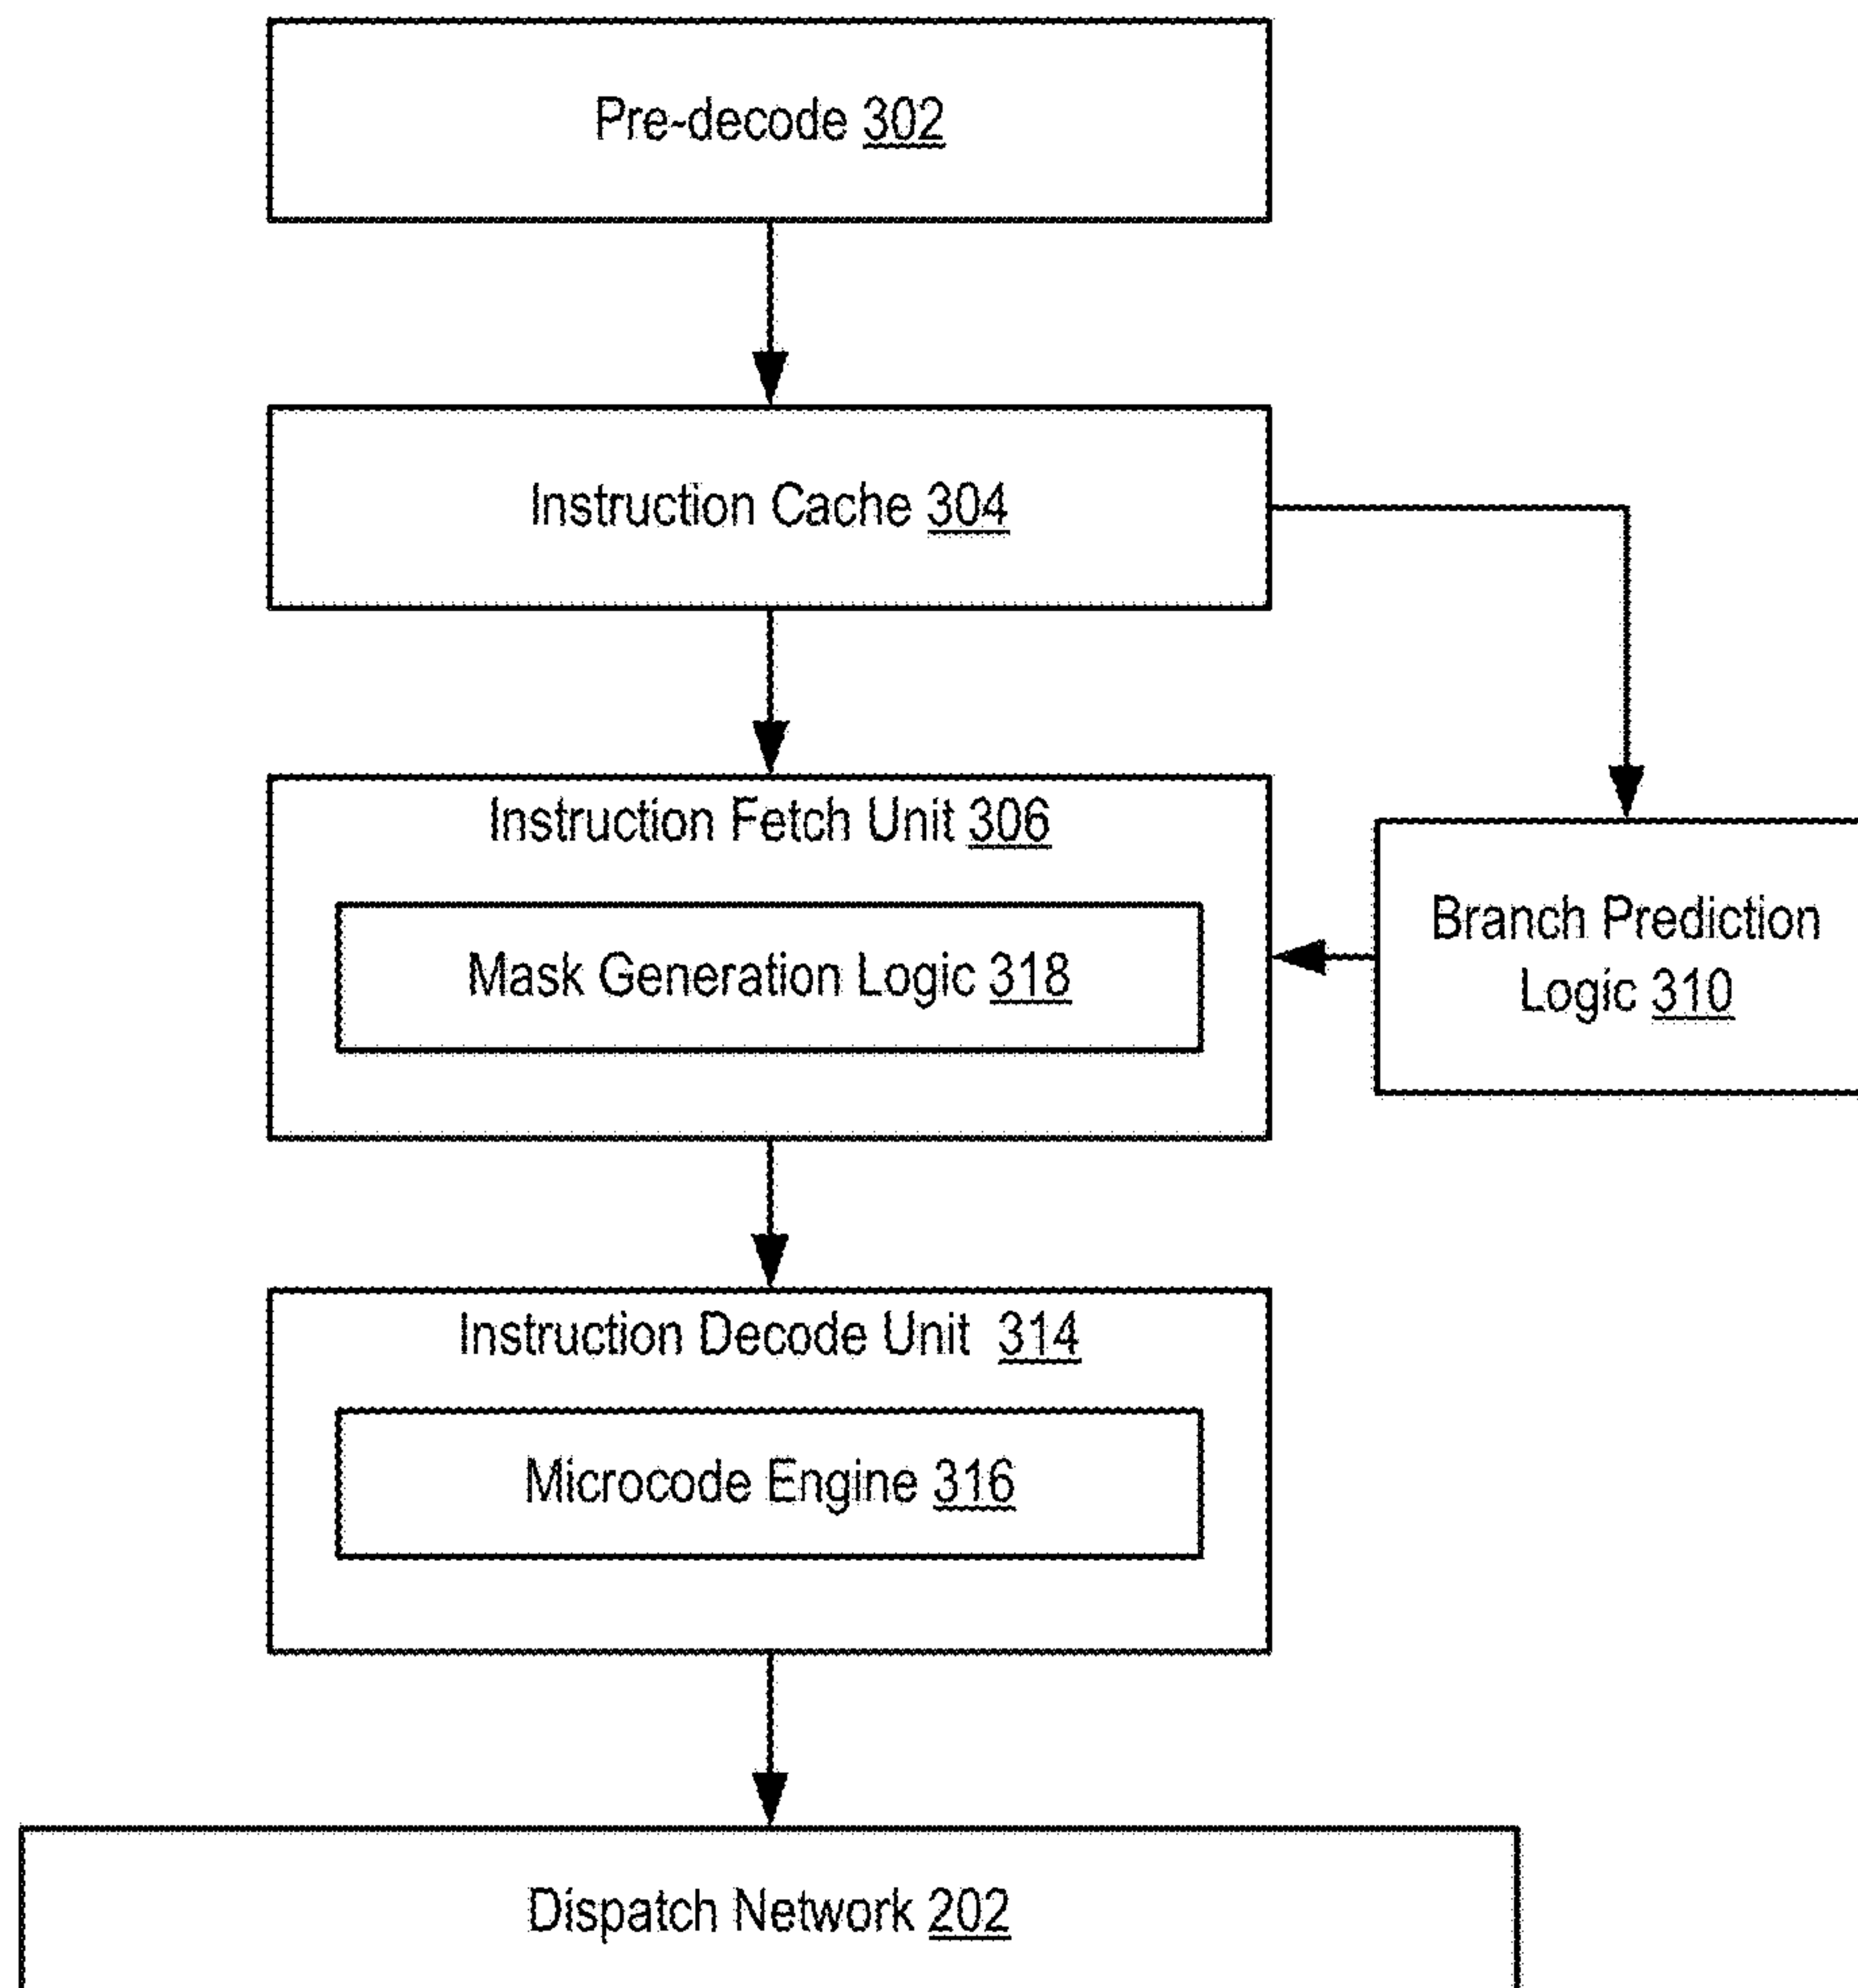 Pre-decode 302
Instruction Cache 304
Instruction Fetch Unit 306
Mask Generation Logic 318
Branch Prediction
Logic 310
Instruction Decode Unit 314
Microcode Engine 316
Dispatch Network 202